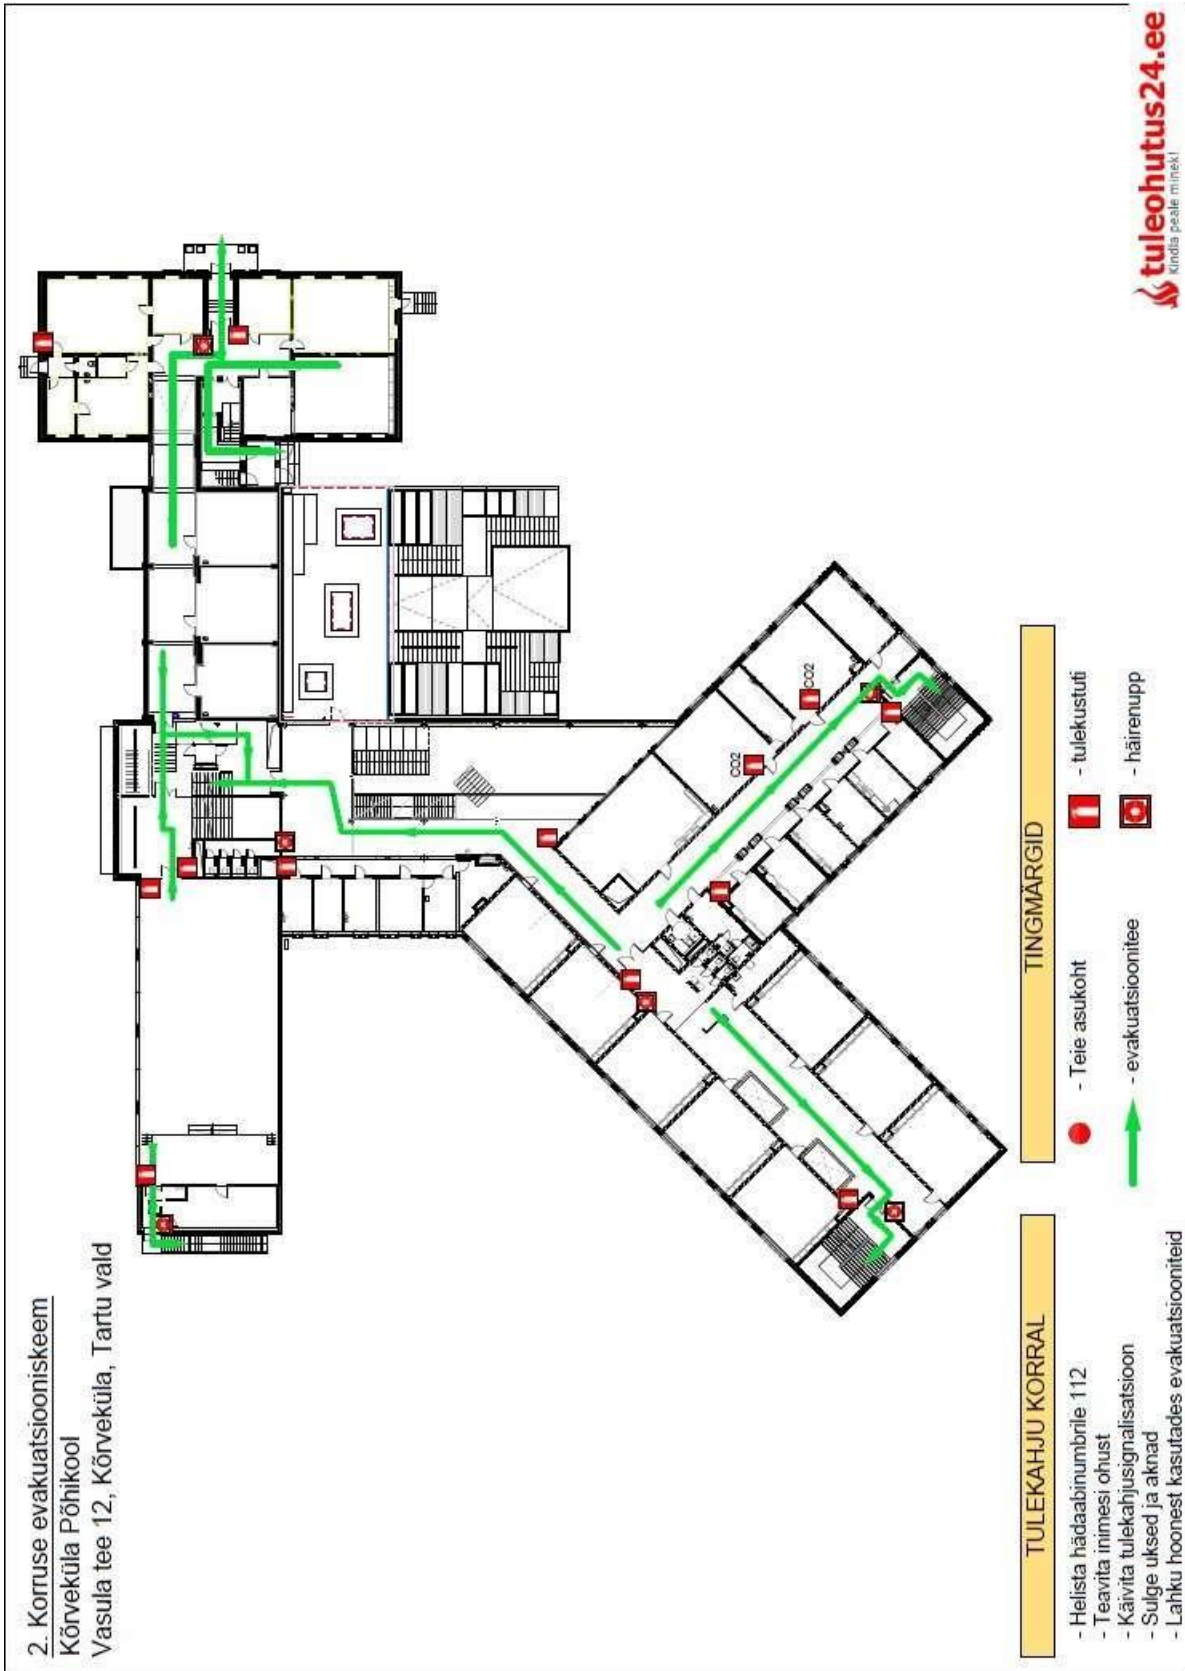 2. Korruse evakuatsiooniskeem
Kõrveküla Põhikool
Vasula tee 12, Kõrveküla, Tartu vald
CO2
CO2
TULEKAHJU KORRAL
- Helista hädaabinumbrile 112
- Teavita inimesi ohust
- Käivita tulekahjusignalisatsioon
- Sulge uksed ja aknad
- Lahku hoonest kasutades evakuatsiooniteid
TINGMÄRGID
- Teie asukoht
- evakuatsioonitee
- tulekustuti
- häirenupp
tuleohutus24.ee
Kindla peale minek!